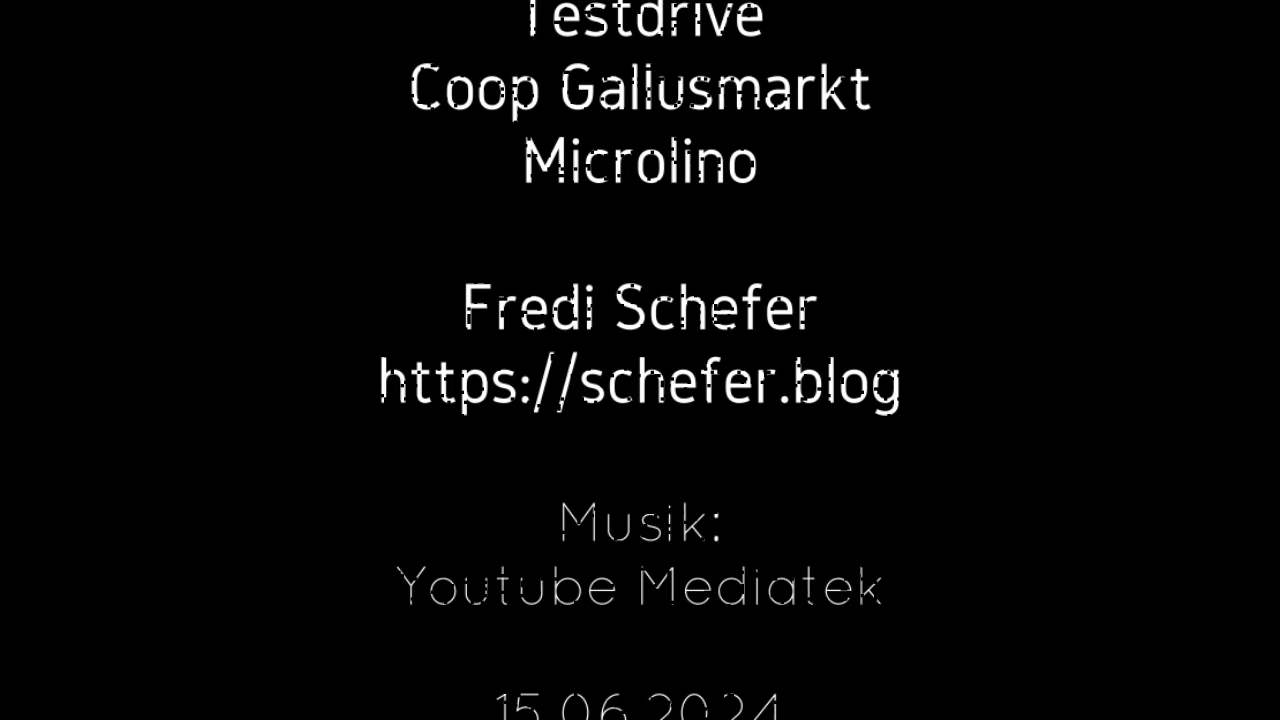 Testdrive
Coop Gallusmarkt
Microlino
Fredi Schefer
https://schefer.blog
Musik:
Youtube Mediatek
15.06.2024